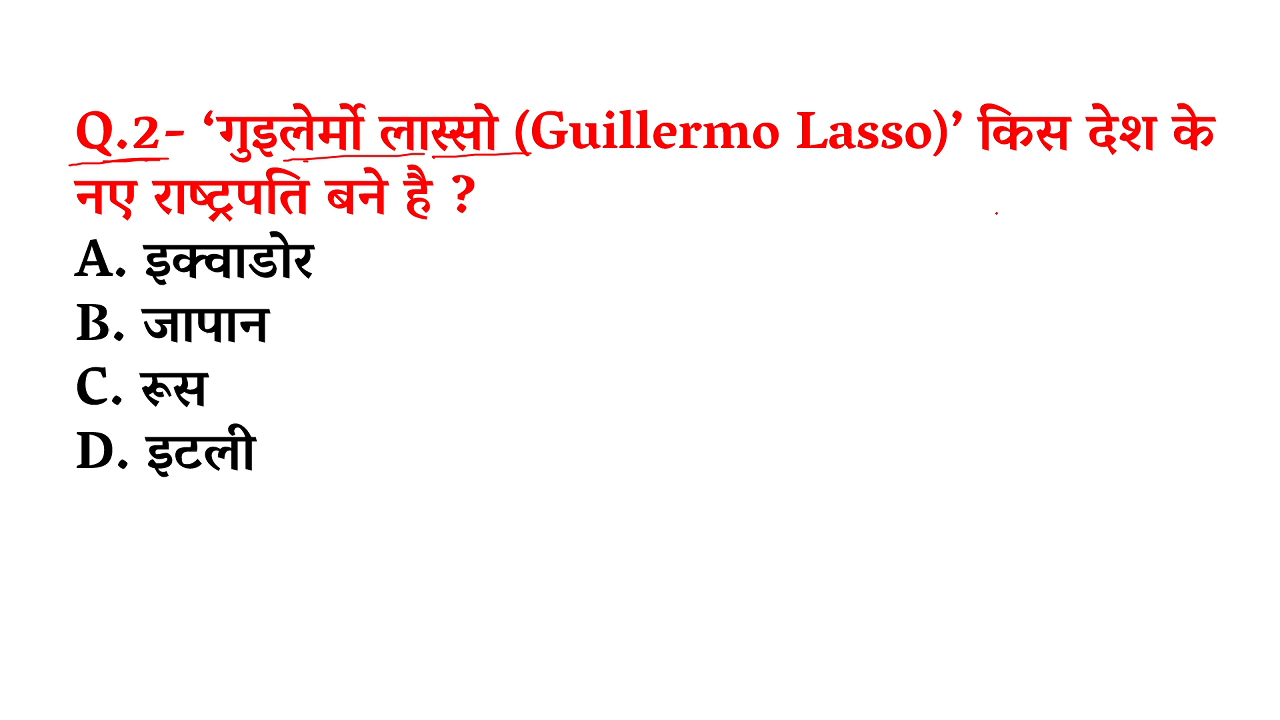 Q.2- ‘गुइलेर्मो लास्सो (Guillermo Lasso)’ किस देश के
नए राष्ट्रपति बने है ?
A. इक्वाडोर
B. जापान
C. रूस
D. इटली